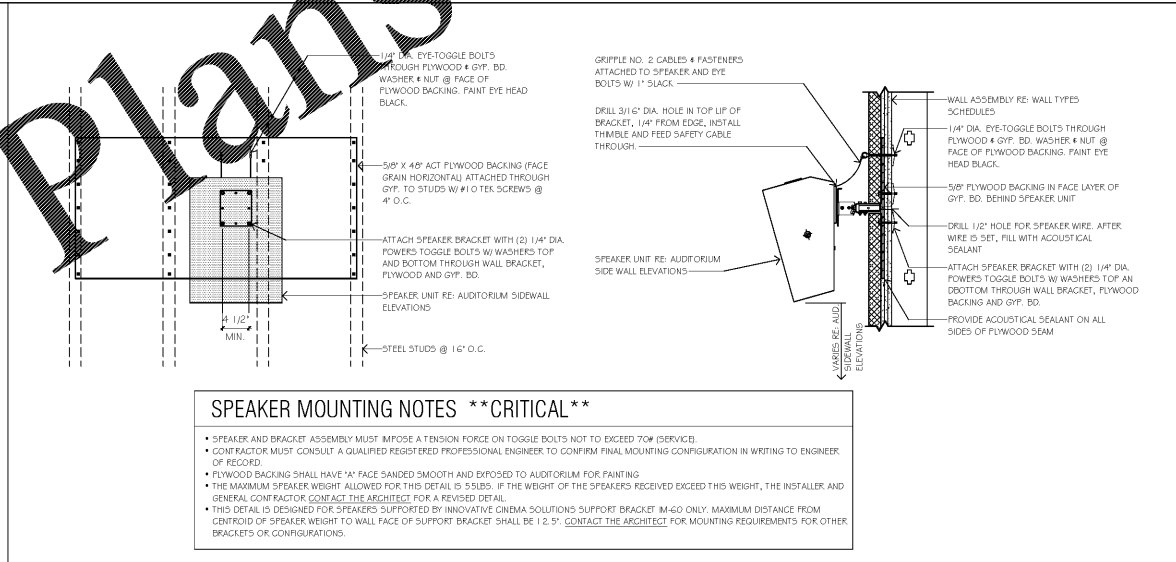 Plans
1/4" DIA. EYE-TOGGLE BOLTS
THROUGH PLYWOOD & GYP. BD.
WASHER & NUT @ FACE OF
PLYWOOD BACKING. PAINT EYE HEAD
BLACK.
5/8" X 48" ACT PLYWOOD BACKING (FACE
GRAIN HORIZONTAL) ATTACHED THROUGH
GYP. TO STUDS W/ #10 TEK SCREWS @
4" O.C.
ATTACH SPEAKER BRACKET WITH (2) 1/4" DIA.
POWERS TOGGLE BOLTS W/ WASHERS TOP
AND BOTTOM THROUGH WALL BRACKET,
PLYWOOD AND GYP. BD.
SPEAKER UNIT RE: AUDITORIUM SIDEWALL
ELEVATIONS
4 1/2"
MIN.
STEEL STUDS @ 16" O.C.
GRIPPLE NO. 2 CABLES & FASTENERS
ATTACHED TO SPEAKER AND EYE
BOLTS W/ 1" SLACK
DRILL 3/16" DIA. HOLE IN TOP LIP OF
BRACKET, 1/4" FROM EDGE, INSTALL
THIMBLE AND FEED SAFETY CABLE
THROUGH.
SPEAKER UNIT RE: AUDITORIUM
SIDE WALL ELEVATIONS
VARIES RE: AUD.
SIDEWALL
ELEVATIONS
WALL ASSEMBLY RE: WALL TYPES
SCHEDULES
1/4" DIA. EYE-TOGGLE BOLTS THROUGH
PLYWOOD & GYP. BD. WASHER & NUT @
FACE OF PLYWOOD BACKING. PAINT EYE
HEAD BLACK.
5/8" PLYWOOD BACKING IN FACE LAYER OF
GYP. BD. BEHIND SPEAKER UNIT
DRILL 1/2" HOLE FOR SPEAKER WIRE. AFTER
WIRE IS SET, FILL WITH ACOUSTICAL
SEALANT
ATTACH SPEAKER BRACKET WITH (2) 1/4" DIA.
POWERS TOGGLE BOLTS W/ WASHERS TOP AN
DBOTTOM THROUGH WALL BRACKET, PLYWOOD
BACKING AND GYP. BD.
PROVIDE ACOUSTICAL SEALANT ON ALL
SIDES OF PLYWOOD SEAM
SPEAKER MOUNTING NOTES **CRITICAL**
• SPEAKER AND BRACKET ASSEMBLY MUST IMPOSE A TENSION FORCE ON TOGGLE BOLTS NOT TO EXCEED 70# (SERVICE).
• CONTRACTOR MUST CONSULT A QUALIFIED REGISTERED PROFESSIONAL ENGINEER TO CONFIRM FINAL MOUNTING CONFIGURATION IN WRITING TO ENGINEER
OF RECORD.
• PLYWOOD BACKING SHALL HAVE "A" FACE SANDED SMOOTH AND EXPOSED TO AUDITORIUM FOR PAINTING
• THE MAXIMUM SPEAKER WEIGHT ALLOWED FOR THIS DETAIL IS 55LBS. IF THE WEIGHT OF THE SPEAKERS RECEIVED EXCEED THIS WEIGHT, THE INSTALLER AND
GENERAL CONTRACTOR CONTACT THE ARCHITECT FOR A REVISED DETAIL.
• THIS DETAIL IS DESIGNED FOR SPEAKERS SUPPORTED BY INNOVATIVE CINEMA SOLUTIONS SUPPORT BRACKET IM-60 ONLY. MAXIMUM DISTANCE FROM
CENTROID OF SPEAKER WEIGHT TO WALL FACE OF SUPPORT BRACKET SHALL BE 12.5". CONTACT THE ARCHITECT FOR MOUNTING REQUIREMENTS FOR OTHER
BRACKETS OR CONFIGURATIONS.